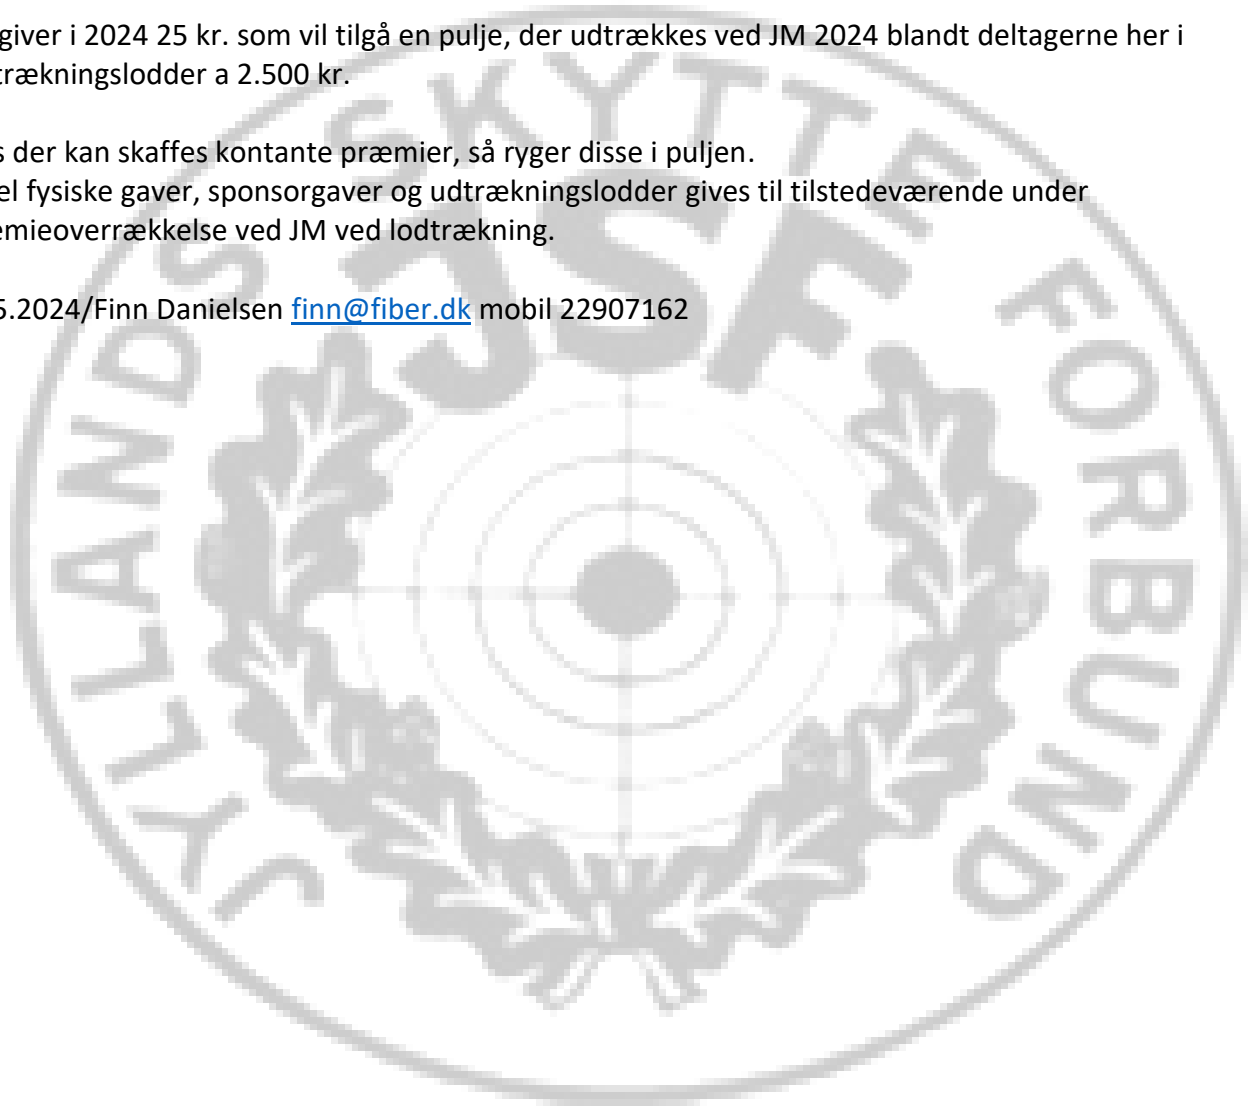 giver i 2024 25 kr. som vil tilgå en pulje, der udtrækkes ved JM 2024 blandt deltagerne her i
trækningslodder a 2.500 kr.
s der kan skaffes kontante præmier, så ryger disse i puljen.
el fysiske gaver, sponsorgaver og udtrækningslodder gives til tilstedeværende under
emieoverrækkelse ved JM ved lodtrækning.
5.2024/Finn Danielsen finn@fiber.dk mobil 22907162
JYLLANDS SKYTTE FORBUND
JSF